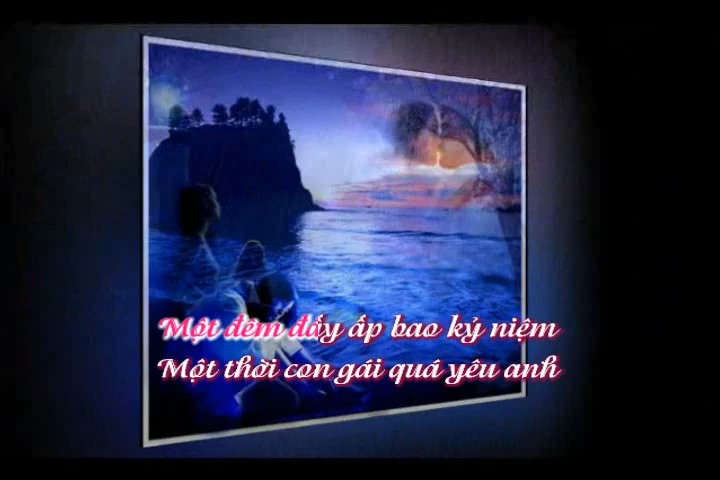 Một đêm đầy ắp bao kỷ niệm
Một thời con gái quá yêu anh